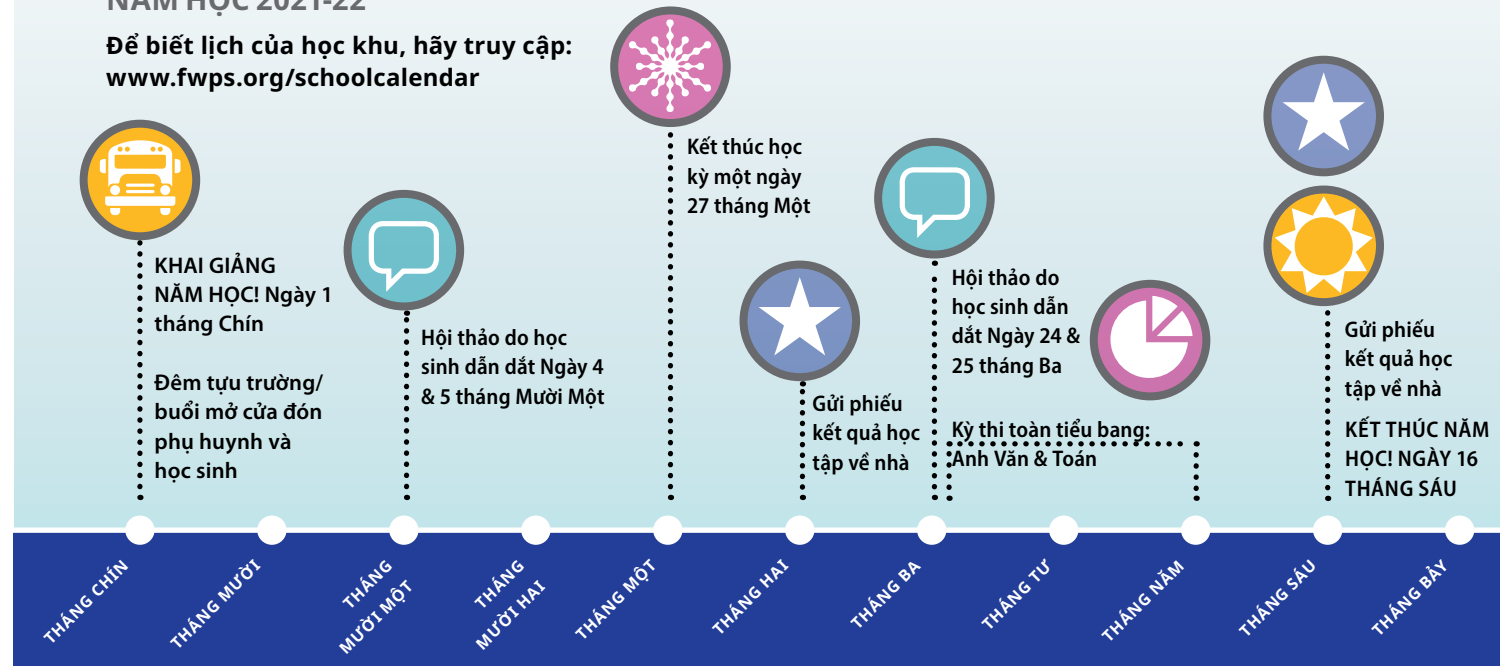 NĂM HỌC 2021-22
Để biết lịch của học khu, hãy truy cập:
www.fwps.org/schoolcalendar
KHAI GIẢNG
NĂM HỌC! Ngày 1
tháng Chín
Đêm tựu trường/
buổi mở cửa đón
phụ huynh và
học sinh
Hội thảo do học
sinh dẫn dắt Ngày 4
& 5 tháng Mười Một
Kết thúc học
kỳ một ngày
27 tháng Một
Gửi phiếu
kết quả học
tập về nhà
Hội thảo do
học sinh dẫn
dắt Ngày 24 &
25 tháng Ba
Kỳ thi toàn tiểu bang:
Anh Văn & Toán
Gửi phiếu
kết quả học
tập về nhà
KẾT THÚC NĂM
HỌC! NGÀY 16
THÁNG SÁU
THÁNG CHÍN
THÁNG MƯỜI
THÁNG
MƯỜI MỘT
THÁNG
MƯỜI HAI
THÁNG MỘT
THÁNG HAI
THÁNG BA
THÁNG TƯ
THÁNG NĂM
THÁNG SÁU
THÁNG BẢY